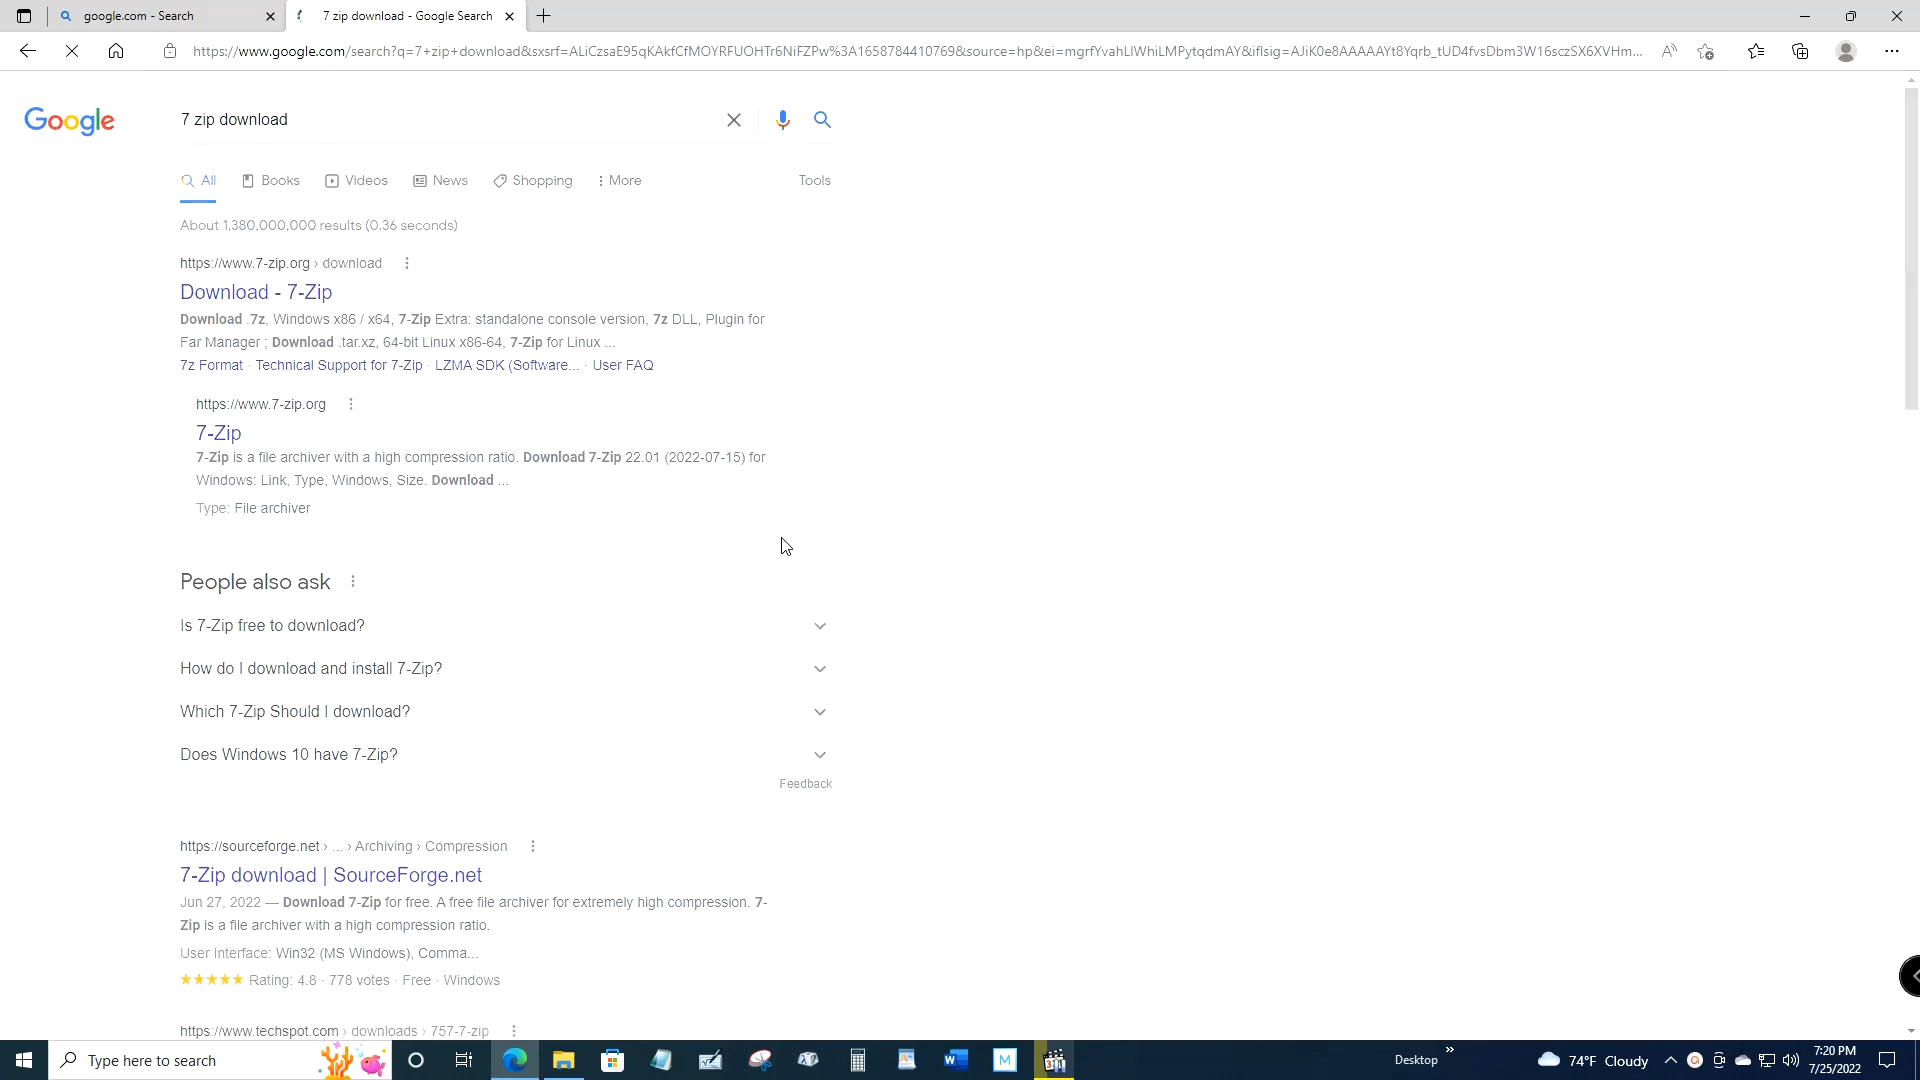 google.com - Search
7 zip download - Google Search
https://www.google.com/search?q=7+zip+download&sxsrf=ALiCzsaE95qKAkfCfMOYRFUOHTr6NiFZPw%3A1658784410769&source=hp&ei=mgrfYvahLIWhiLMPytqdmAY&iflsig=AJiK0e8AAAAAYt8Yqrb_tUD4fvsDbm3W16sczSX6XVHm...
Google
7 zip download
All Books Videos News Shopping More Tools
About 1,380,000,000 results (0.36 seconds)
https://www.7-zip.org › download
Download - 7-Zip
Download .7z, Windows x86 / x64, 7-Zip Extra: standalone console version, 7z DLL, Plugin for
Far Manager ; Download .tar.xz, 64-bit Linux x86-64, 7-Zip for Linux ...
7z Format · Technical Support for 7-Zip · LZMA SDK (Software... · User FAQ
https://www.7-zip.org
7-Zip
7-Zip is a file archiver with a high compression ratio. Download 7-Zip 22.01 (2022-07-15) for
Windows: Link, Type, Windows, Size. Download ...
Type: File archiver
People also ask
Is 7-Zip free to download?
How do I download and install 7-Zip?
Which 7-Zip Should I download?
Does Windows 10 have 7-Zip?
Feedback
https://sourceforge.net › ... › Archiving › Compression
7-Zip download | SourceForge.net
Jun 27, 2022 — Download 7-Zip for free. A free file archiver for extremely high compression. 7-
Zip is a file archiver with a high compression ratio.
User Interface: Win32 (MS Windows), Comma...
Rating: 4.8 · 778 votes · Free · Windows
https://www.techspot.com › downloads › 757-7-zip
Type here to search
Desktop
74°F Cloudy
7:20 PM
7/25/2022